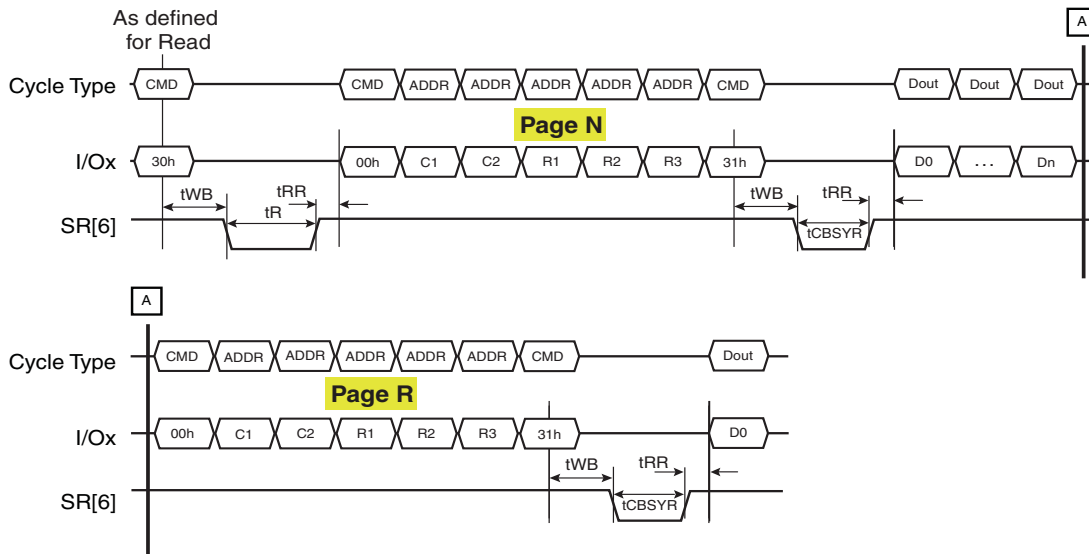 As defined
for Read
A
Cycle Type CMD CMD ADDR ADDR ADDR ADDR ADDR CMD Dout Dout Dout
Page N
I/Ox 30h 00h C1 C2 R1 R2 R3 31h D0 ... Dn
tWB tRR tWB tRR
tR
SR[6] tCBSYR
A
Cycle Type CMD ADDR ADDR ADDR ADDR ADDR CMD Dout
Page R
I/Ox 00h C1 C2 R1 R2 R3 31h D0
tWB tRR
SR[6] tCBSYR